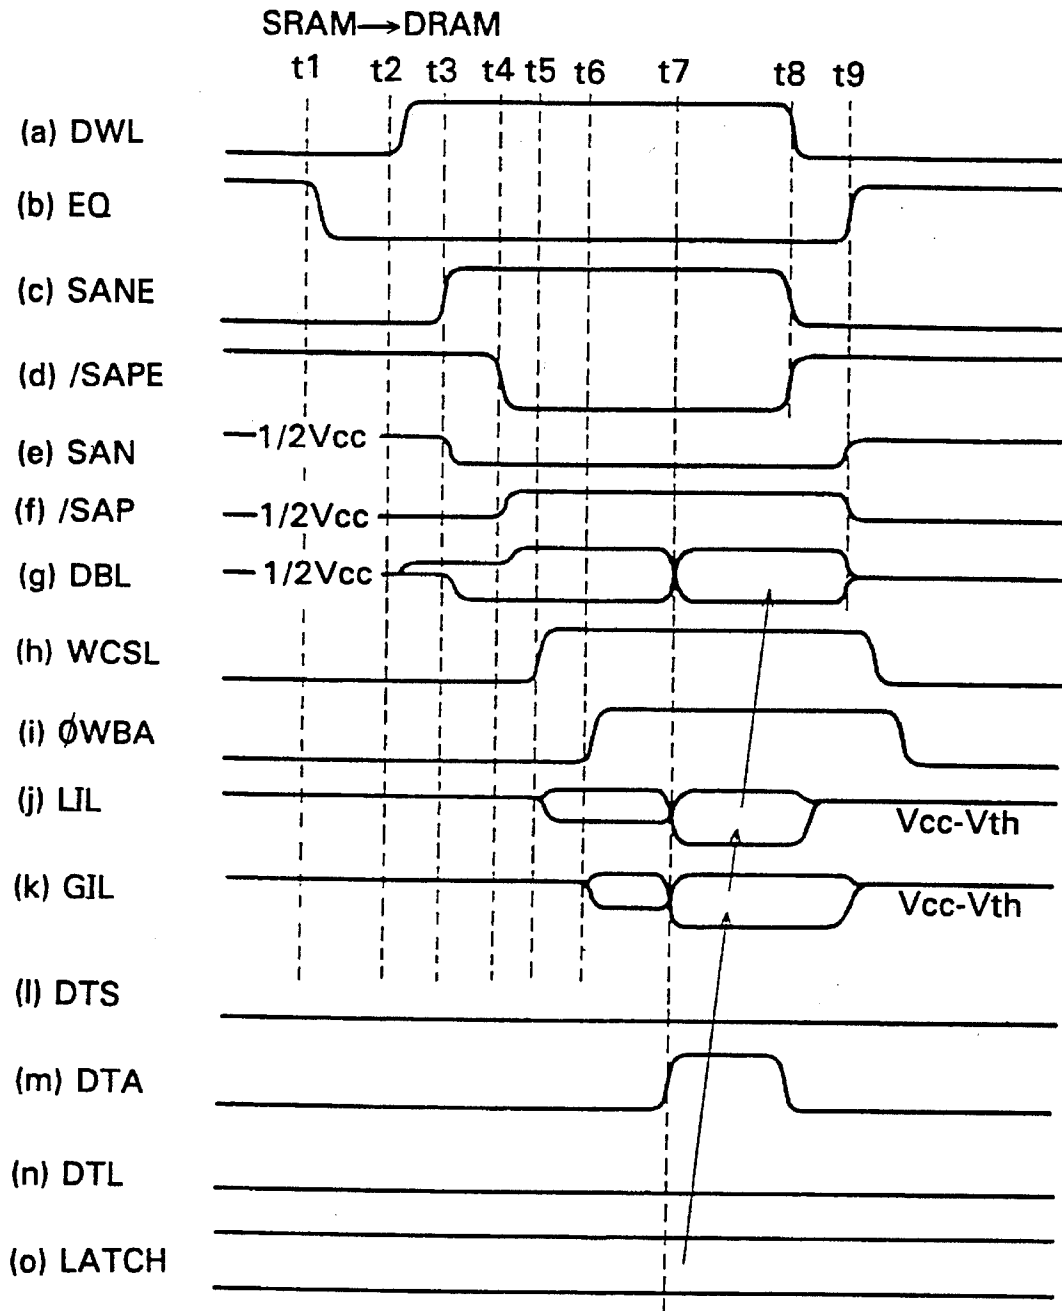 SRAM→DRAM
t1 t2 t3 t4 t5 t6 t7 t8 t9
(a) DWL
(b) EQ
(c) SANE
(d) /SAPE
(e) SAN 1/2Vcc
(f) /SAP 1/2Vcc
(g) DBL 1/2Vcc
(h) WCSL
(i) ØWBA
(j) LIL Vcc-Vth
(k) GIL Vcc-Vth
(l) DTS
(m) DTA
(n) DTL
(o) LATCH